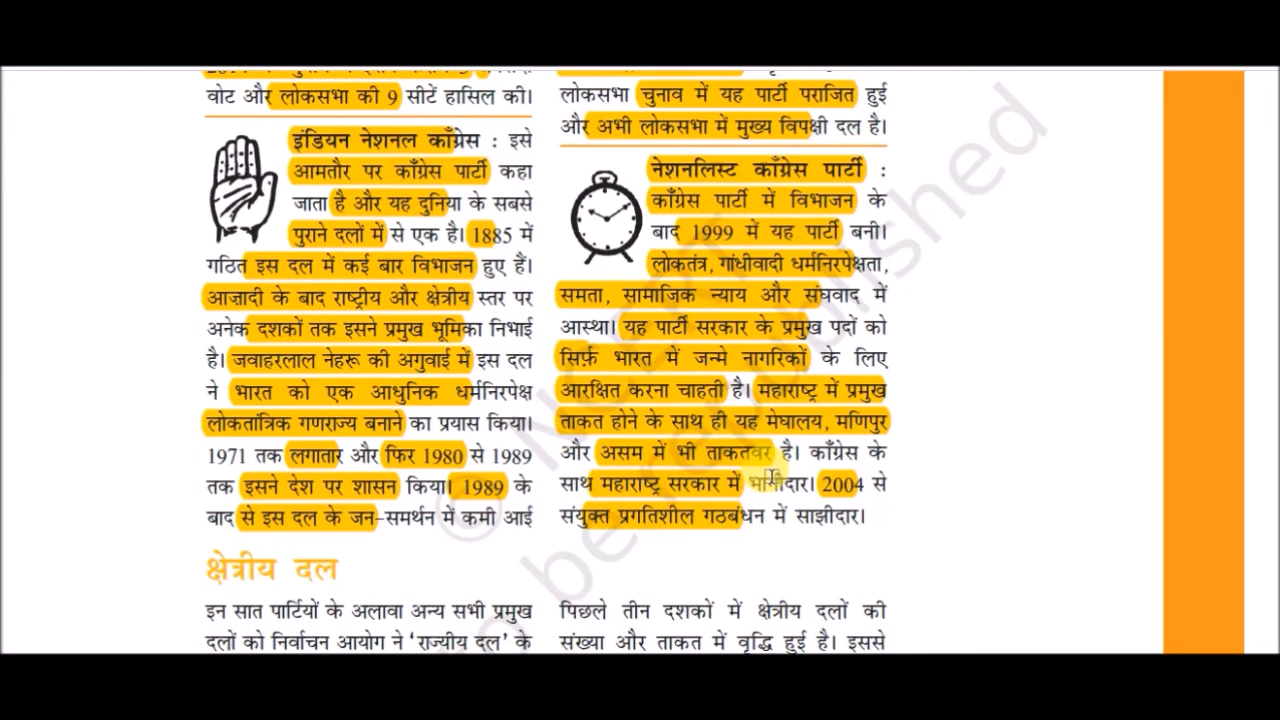 वोट और लोकसभा की 9 सीटें हासिल की।
इंडियन नेशनल काँग्रेस : इसे
आमतौर पर काँग्रेस पार्टी कहा
जाता है और यह दुनिया के सबसे
पुराने दलों में से एक है। 1885 में
गठित इस दल में कई बार विभाजन हुए हैं।
आज़ादी के बाद राष्ट्रीय और क्षेत्रीय स्तर पर
अनेक दशकों तक इसने प्रमुख भूमिका निभाई
है। जवाहरलाल नेहरू की अगुवाई में इस दल
ने भारत को एक आधुनिक धर्मनिरपेक्ष
लोकतांत्रिक गणराज्य बनाने का प्रयास किया।
1971 तक लगातार और फिर 1980 से 1989
तक इसने देश पर शासन किया। 1989 के
बाद से इस दल के जन-समर्थन में कमी आई
लोकसभा चुनाव में यह पार्टी पराजित हुई
और अभी लोकसभा में मुख्य विपक्षी दल है।
नेशनलिस्ट काँग्रेस पार्टी :
काँग्रेस पार्टी में विभाजन के
बाद 1999 में यह पार्टी बनी।
लोकतंत्र, गांधीवादी धर्मनिरपेक्षता,
समता, सामाजिक न्याय और संघवाद में
आस्था। यह पार्टी सरकार के प्रमुख पदों को
सिर्फ़ भारत में जन्मे नागरिकों के लिए
आरक्षित करना चाहती है। महाराष्ट्र में प्रमुख
ताकत होने के साथ ही यह मेघालय, मणिपुर
और असम में भी ताकतवर है। काँग्रेस के
साथ महाराष्ट्र सरकार में भागीदार। 2004 से
संयुक्त प्रगतिशील गठबंधन में साझीदार।
क्षेत्रीय दल
इन सात पार्टियों के अलावा अन्य सभी प्रमुख
दलों को निर्वाचन आयोग ने ‘राज्यीय दल’ के
पिछले तीन दशकों में क्षेत्रीय दलों की
संख्या और ताकत में वृद्धि हुई है। इससे
© NCERT
to be republished